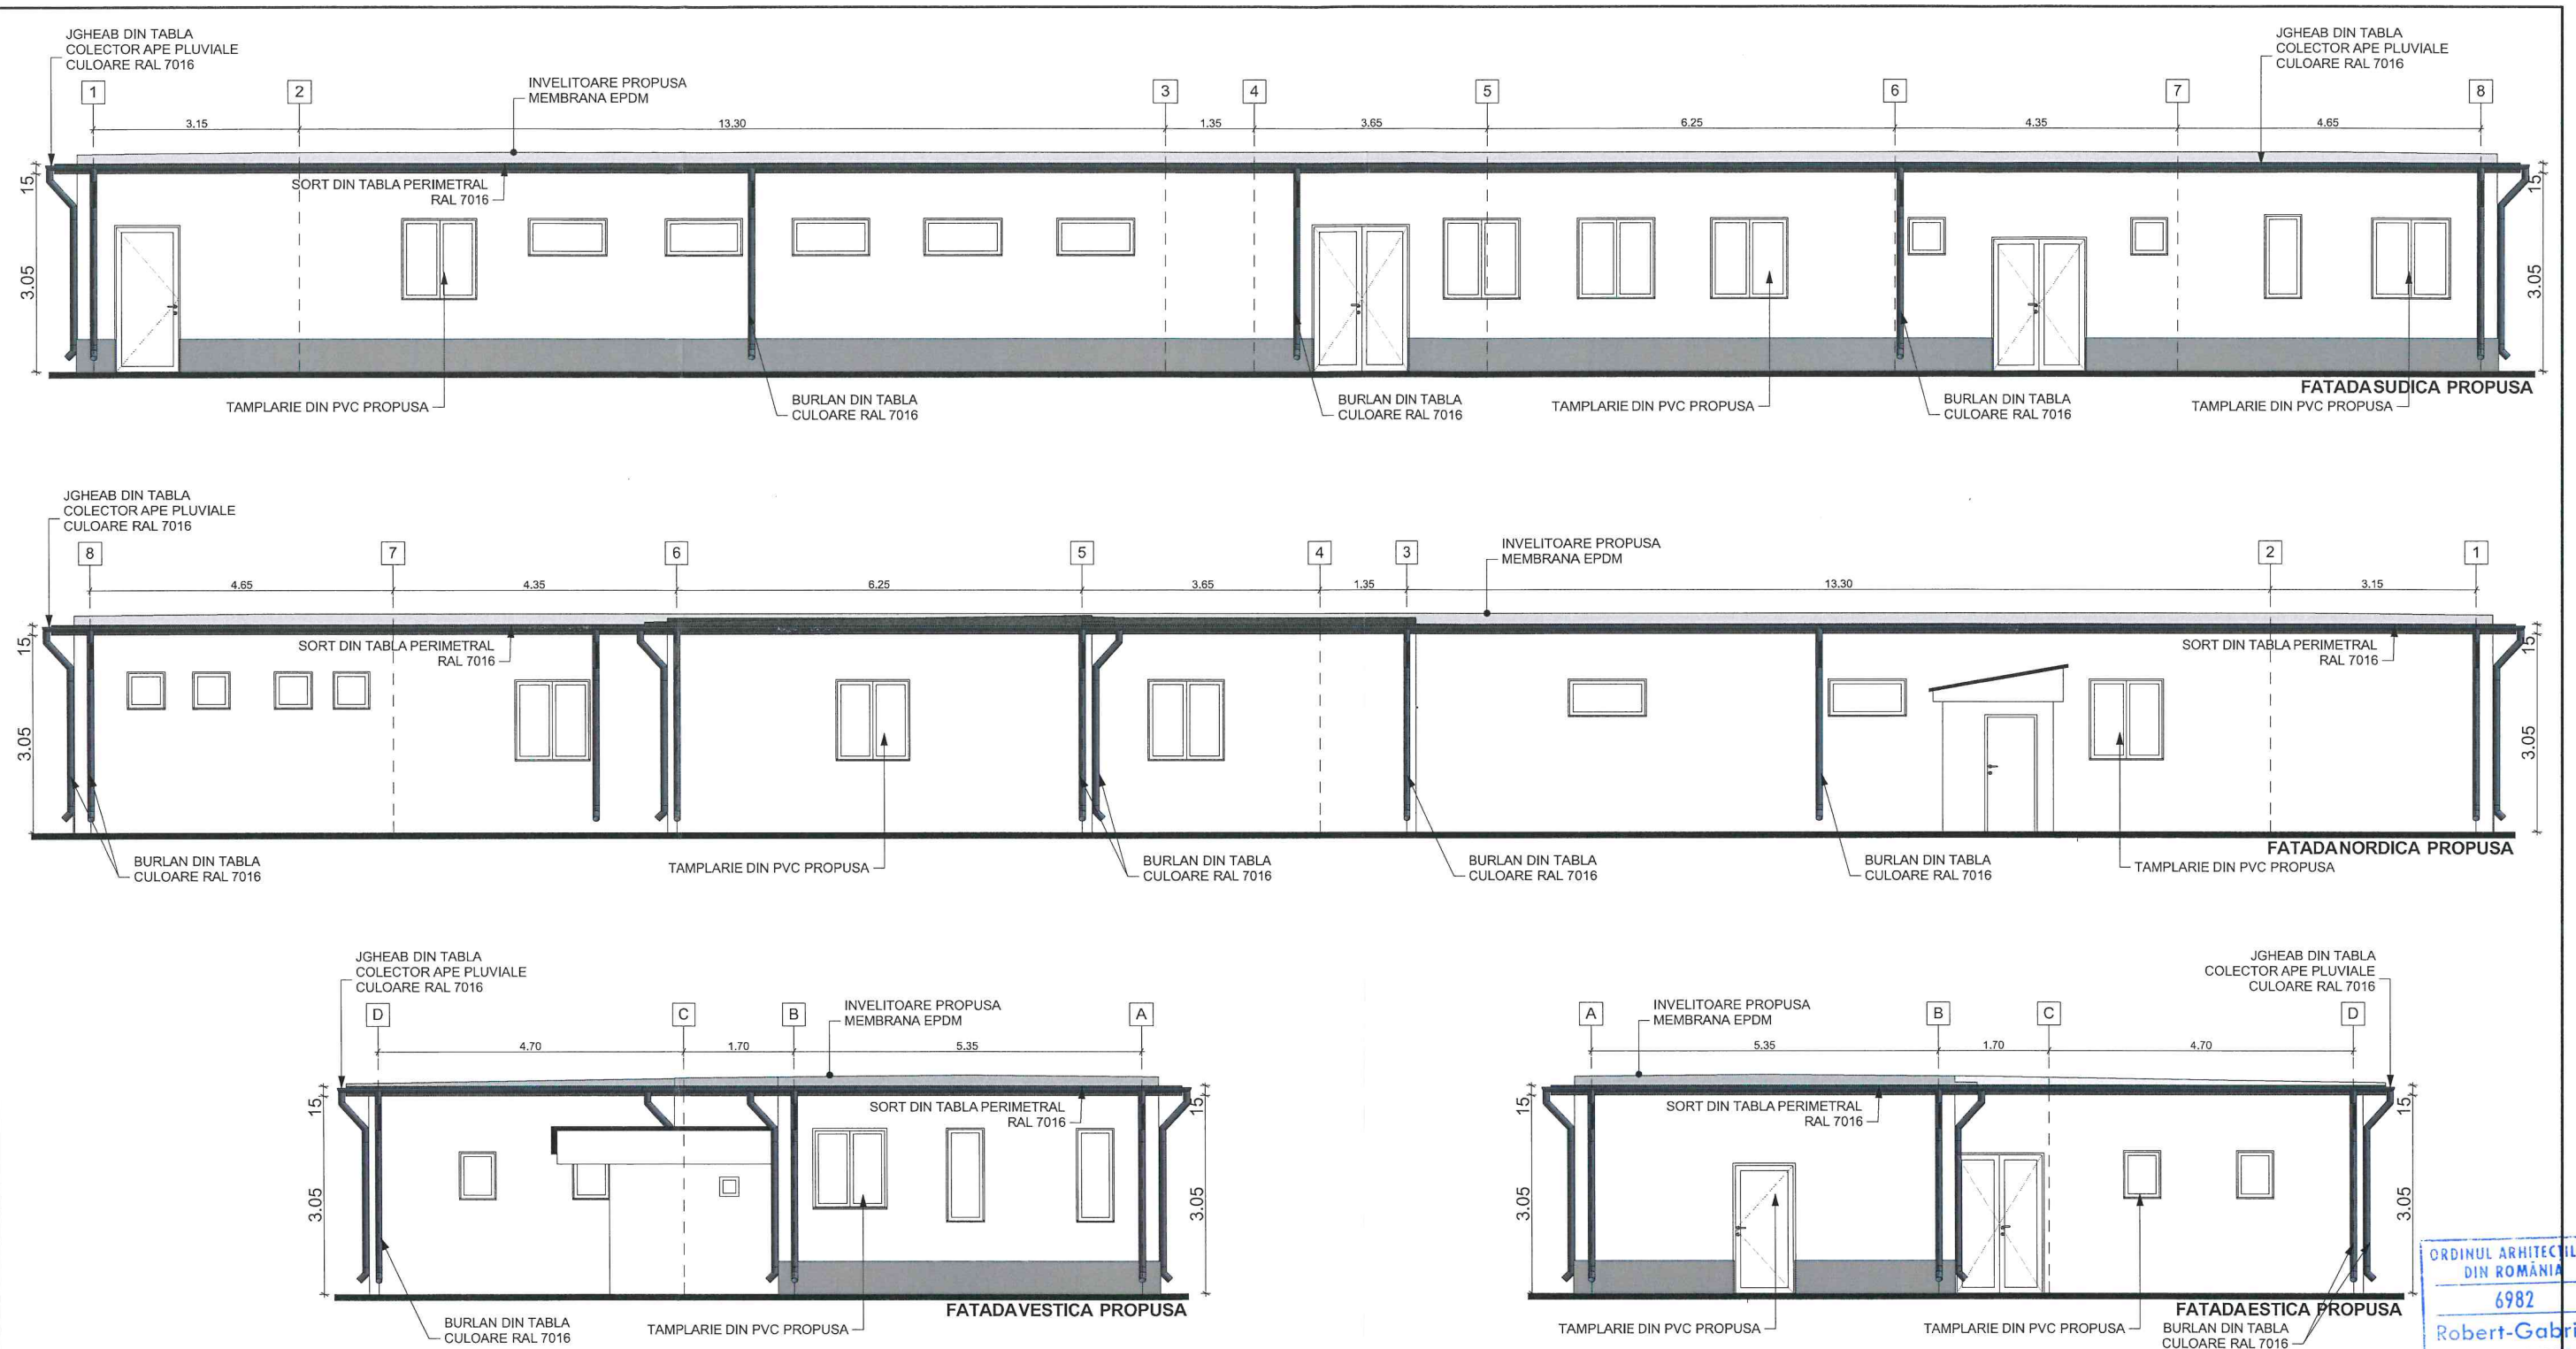 JGHEAB DIN TABLA
COLECTOR APE PLUVIALE
CULOARE RAL 7016
INVELITOARE PROPUSA
MEMBRANA EPDM
JGHEAB DIN TABLA
COLECTOR APE PLUVIALE
CULOARE RAL 7016
1 2 3 4 5 6 7 8
3.15 13.30 1.35 3.65 6.25 4.35 4.65
15
SORT DIN TABLA PERIMETRAL
RAL 7016
15
3.05
3.05
FATADA SUDICA PROPUSA
TAMPLARIE DIN PVC PROPUSA
BURLAN DIN TABLA
CULOARE RAL 7016
BURLAN DIN TABLA
CULOARE RAL 7016
TAMPLARIE DIN PVC PROPUSA
BURLAN DIN TABLA
CULOARE RAL 7016
TAMPLARIE DIN PVC PROPUSA
JGHEAB DIN TABLA
COLECTOR APE PLUVIALE
CULOARE RAL 7016
INVELITOARE PROPUSA
MEMBRANA EPDM
8 7 6 5 4 3 2 1
4.65 4.35 6.25 3.65 1.35 13.30 3.15
15
SORT DIN TABLA PERIMETRAL
RAL 7016
SORT DIN TABLA PERIMETRAL
RAL 7016
15
3.05
3.05
FATADA NORDICA PROPUSA
BURLAN DIN TABLA
CULOARE RAL 7016
TAMPLARIE DIN PVC PROPUSA
BURLAN DIN TABLA
CULOARE RAL 7016
BURLAN DIN TABLA
CULOARE RAL 7016
BURLAN DIN TABLA
CULOARE RAL 7016
TAMPLARIE DIN PVC PROPUSA
JGHEAB DIN TABLA
COLECTOR APE PLUVIALE
CULOARE RAL 7016
INVELITOARE PROPUSA
MEMBRANA EPDM
D C B A
4.70 1.70 5.35
15
SORT DIN TABLA PERIMETRAL
RAL 7016
15
3.05
3.05
FATADA VESTICA PROPUSA
BURLAN DIN TABLA
CULOARE RAL 7016
TAMPLARIE DIN PVC PROPUSA
JGHEAB DIN TABLA
COLECTOR APE PLUVIALE
CULOARE RAL 7016
INVELITOARE PROPUSA
MEMBRANA EPDM
A B C D
5.35 1.70 4.70
15
SORT DIN TABLA PERIMETRAL
RAL 7016
15
3.05
3.05
FATADA ESTICA PROPUSA
TAMPLARIE DIN PVC PROPUSA
TAMPLARIE DIN PVC PROPUSA
BURLAN DIN TABLA
CULOARE RAL 7016
ORDINUL
DIN ROMÂNIA
6982